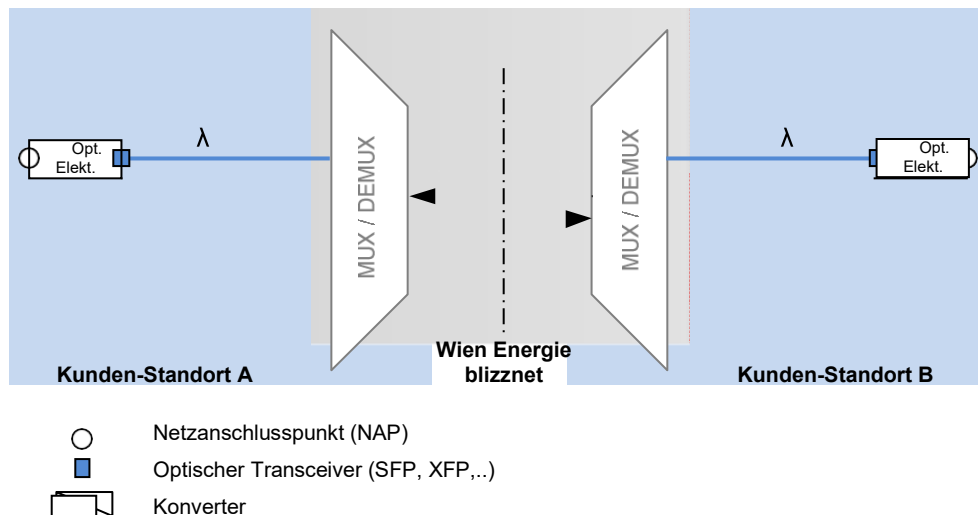 λ
λ
Opt.
Elekt.
Opt.
Elekt.
MUX / DEMUX
MUX / DEMUX
Wien Energie
blizznet
Kunden-Standort A
Kunden-Standort B
Netzanschlusspunkt (NAP)
Optischer Transceiver (SFP, XFP,..)
Konverter